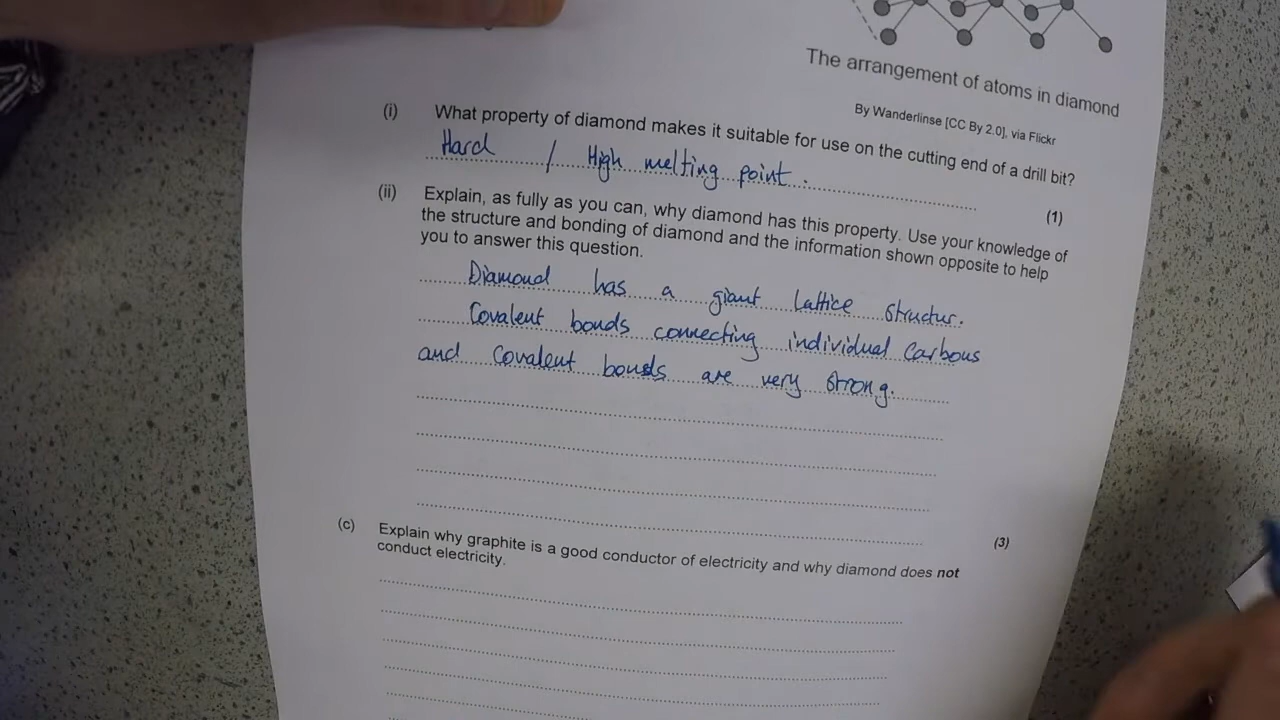 The arrangement of atoms in diamond
By Wanderlinse [CC By 2.0], via Flickr
(i) What property of diamond makes it suitable for use on the cutting end of a drill bit?
Hard / High melting point.
(1)
(ii) Explain, as fully as you can, why diamond has this property. Use your knowledge of
the structure and bonding of diamond and the information shown opposite to help
you to answer this question.
Diamond has a giant lattice structur.
Covalent bonds connecting individual carbons
and covalent bonds are very strong.
(3)
(c) Explain why graphite is a good conductor of electricity and why diamond does not
conduct electricity.